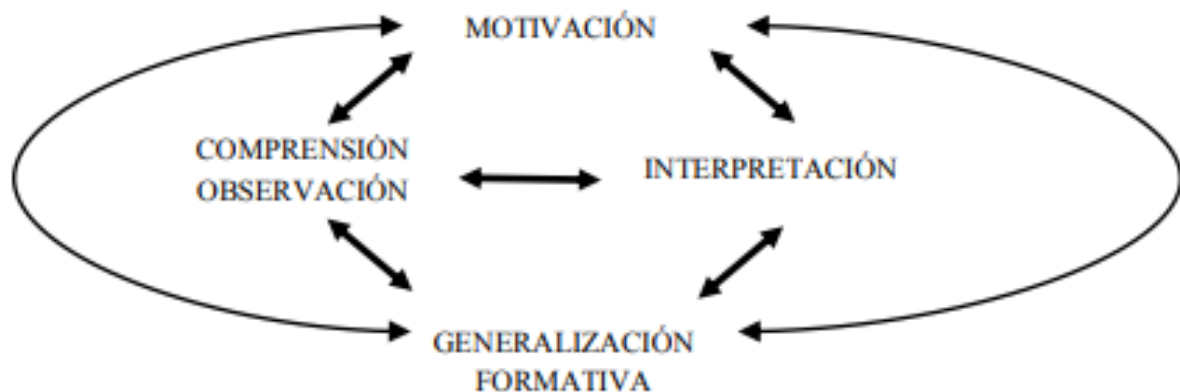 MOTIVACIÓN
COMPRENSIÓN
OBSERVACIÓN
INTERPRETACIÓN
GENERALIZACIÓN
FORMATIVA